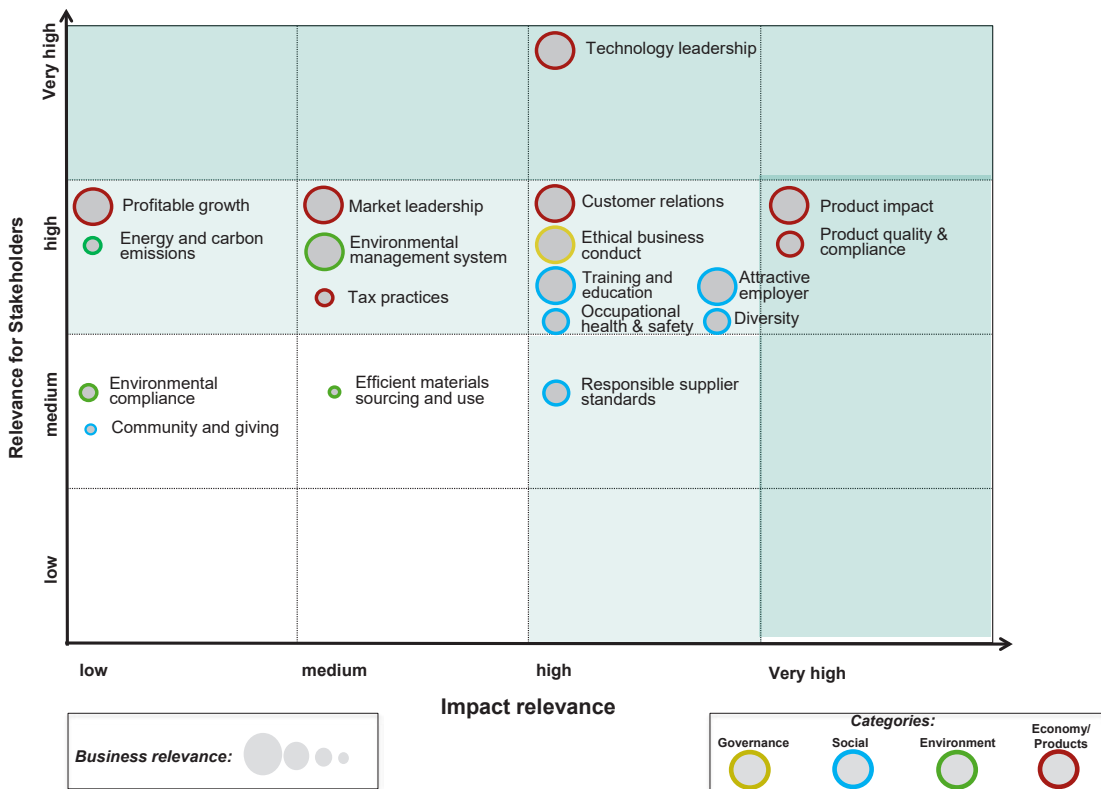 Very high
high
medium
low
Relevance for Stakeholders
Technology leadership
Profitable growth
Energy and carbon
emissions
Market leadership
Environmental
management system
Tax practices
Customer relations
Ethical business
conduct
Training and
education
Occupational
health & safety
Attractive
employer
Diversity
Product impact
Product quality &
compliance
Environmental
compliance
Community and giving
Efficient materials
sourcing and use
Responsible supplier
standards
low
medium
high
Very high
Impact relevance
Business relevance:
Categories:
Governance
Social
Environment
Economy/
Products